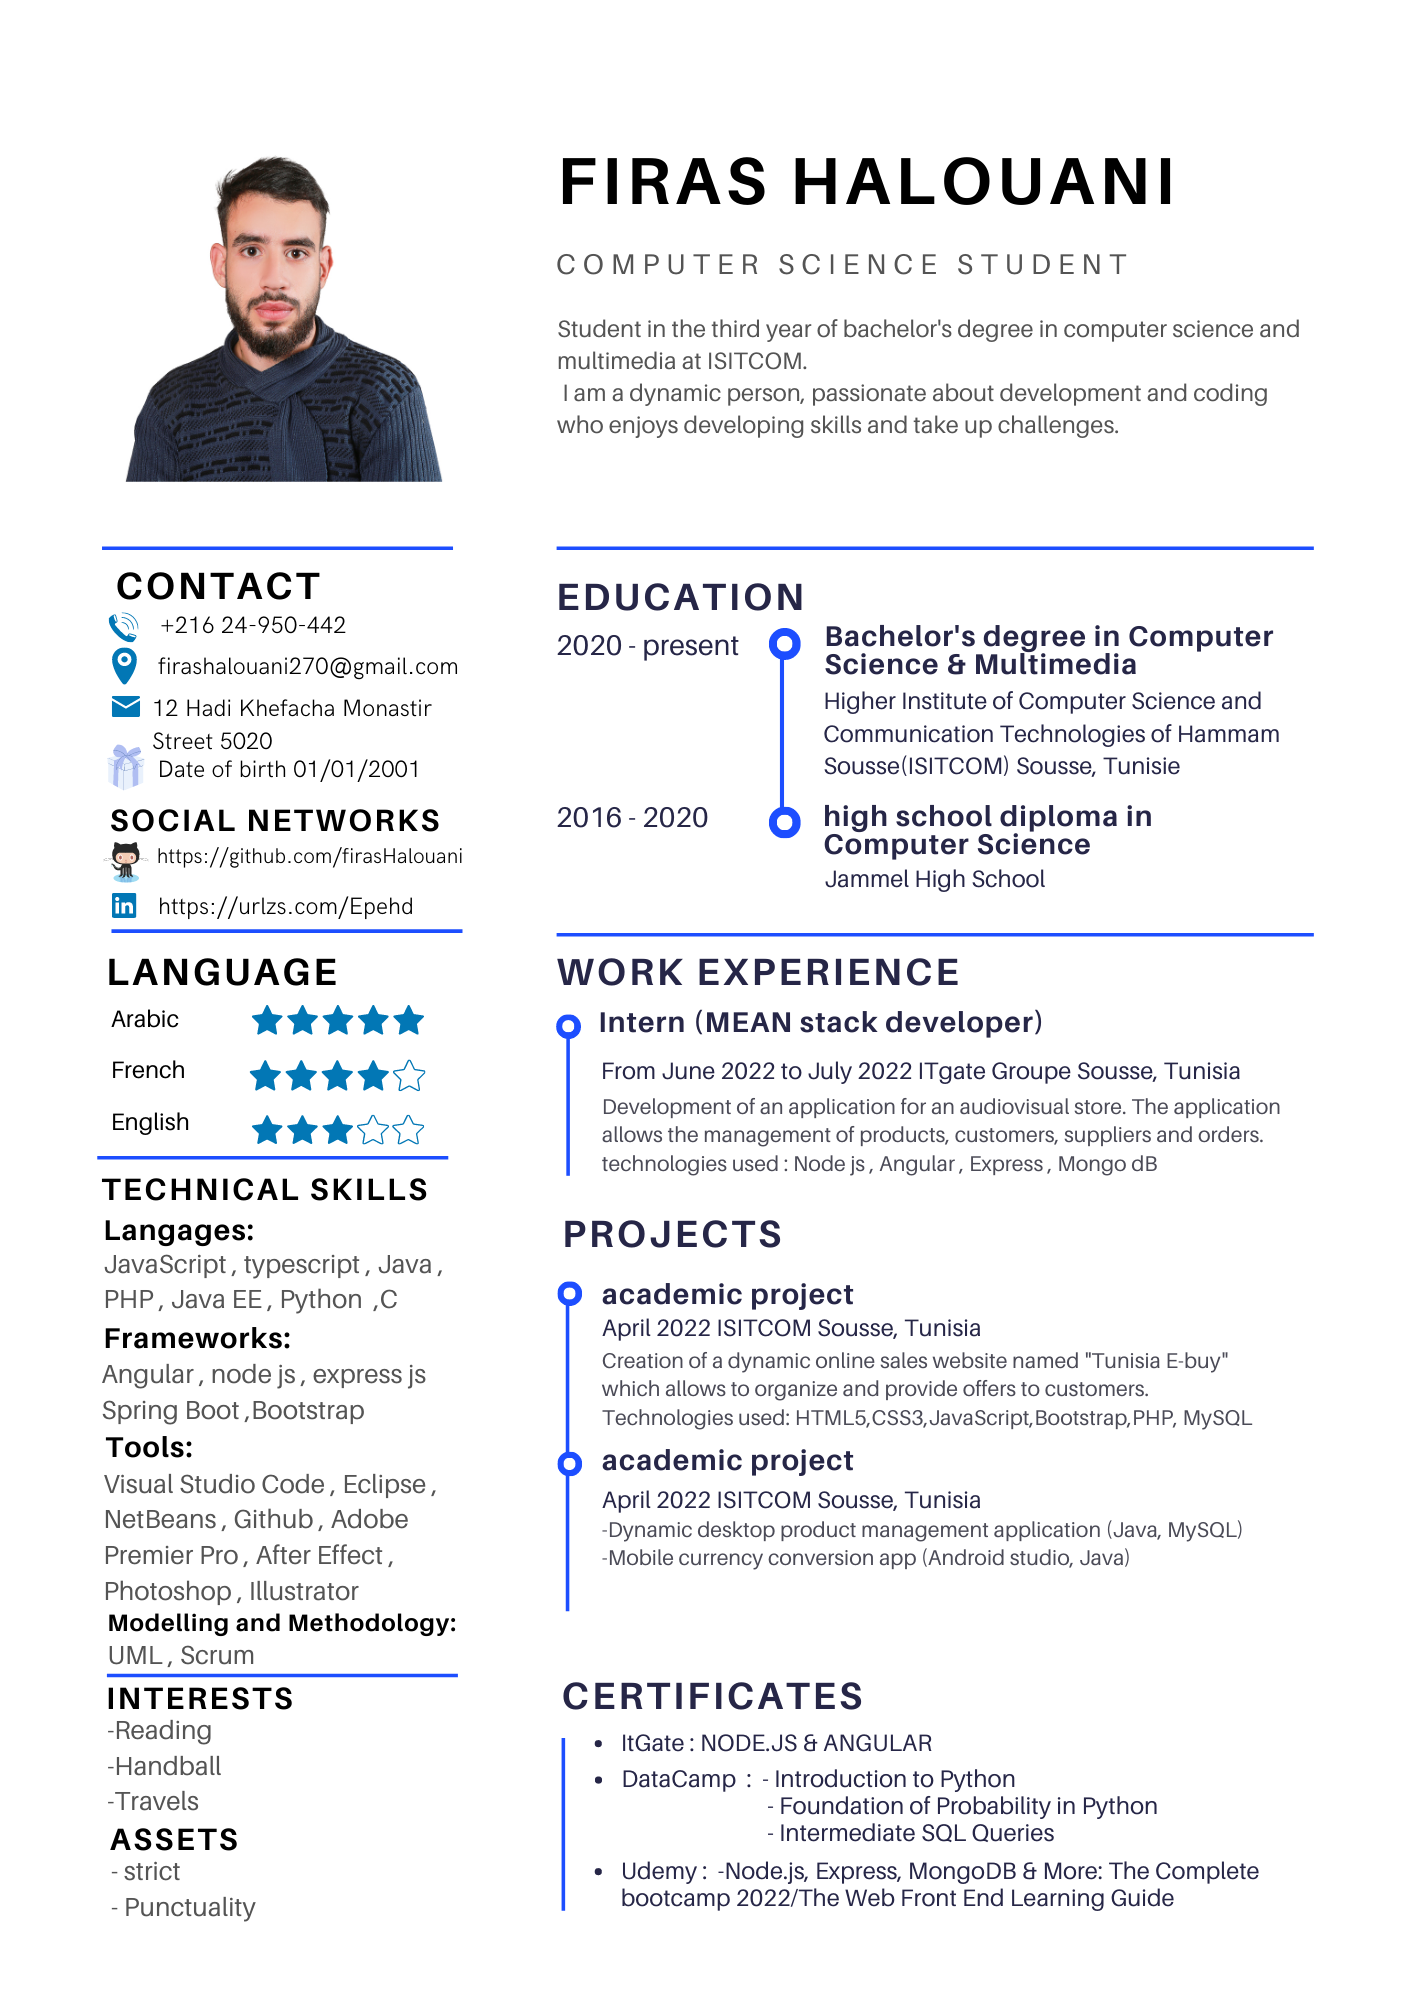 FIRAS HALOUANI
COMPUTER SCIENCE STUDENT
Student in the third year of bachelor's degree in computer science and
multimedia at ISITCOM.
I am a dynamic person, passionate about development and coding
who enjoys developing skills and take up challenges.
CONTACT
+216 24-950-442
firashalouani270@gmail.com
12 Hadi Khefacha Monastir
Street 5020
Date of birth 01/01/2001
SOCIAL NETWORKS
https://github.com/firasHalouani
in
https://urlzs.com/Epehd
LANGUAGE
Arabic
French
English
TECHNICAL SKILLS
Langages:
JavaScript , typescript , Java ,
PHP , Java EE , Python ,C
Frameworks:
Angular , node js , express js
Spring Boot ,Bootstrap
Tools:
Visual Studio Code , Eclipse ,
NetBeans , Github , Adobe
Premier Pro , After Effect ,
Photoshop , Illustrator
Modelling and Methodology:
UML , Scrum
INTERESTS
-Reading
-Handball
-Travels
ASSETS
- strict
- Punctuality
EDUCATION
2020 - present
Bachelor's degree in Computer
Science & Multimedia
Higher Institute of Computer Science and
Communication Technologies of Hammam
Sousse(ISITCOM) Sousse, Tunisie
2016 - 2020
high school diploma in
Computer Science
Jammel High School
WORK EXPERIENCE
Intern (MEAN stack developer)
From June 2022 to July 2022 ITgate Groupe Sousse, Tunisia
Development of an application for an audiovisual store. The application
allows the management of products, customers, suppliers and orders.
technologies used : Node js , Angular , Express , Mongo dB
PROJECTS
academic project
April 2022 ISITCOM Sousse, Tunisia
Creation of a dynamic online sales website named "Tunisia E-buy"
which allows to organize and provide offers to customers.
Technologies used: HTML5,CSS3,JavaScript,Bootstrap,PHP, MySQL
academic project
April 2022 ISITCOM Sousse, Tunisia
-Dynamic desktop product management application (Java, MySQL)
-Mobile currency conversion app (Android studio, Java)
CERTIFICATES
• ItGate : NODE.JS & ANGULAR
• DataCamp : - Introduction to Python
- Foundation of Probability in Python
- Intermediate SQL Queries
• Udemy : -Node.js, Express, MongoDB & More: The Complete
bootcamp 2022/The Web Front End Learning Guide